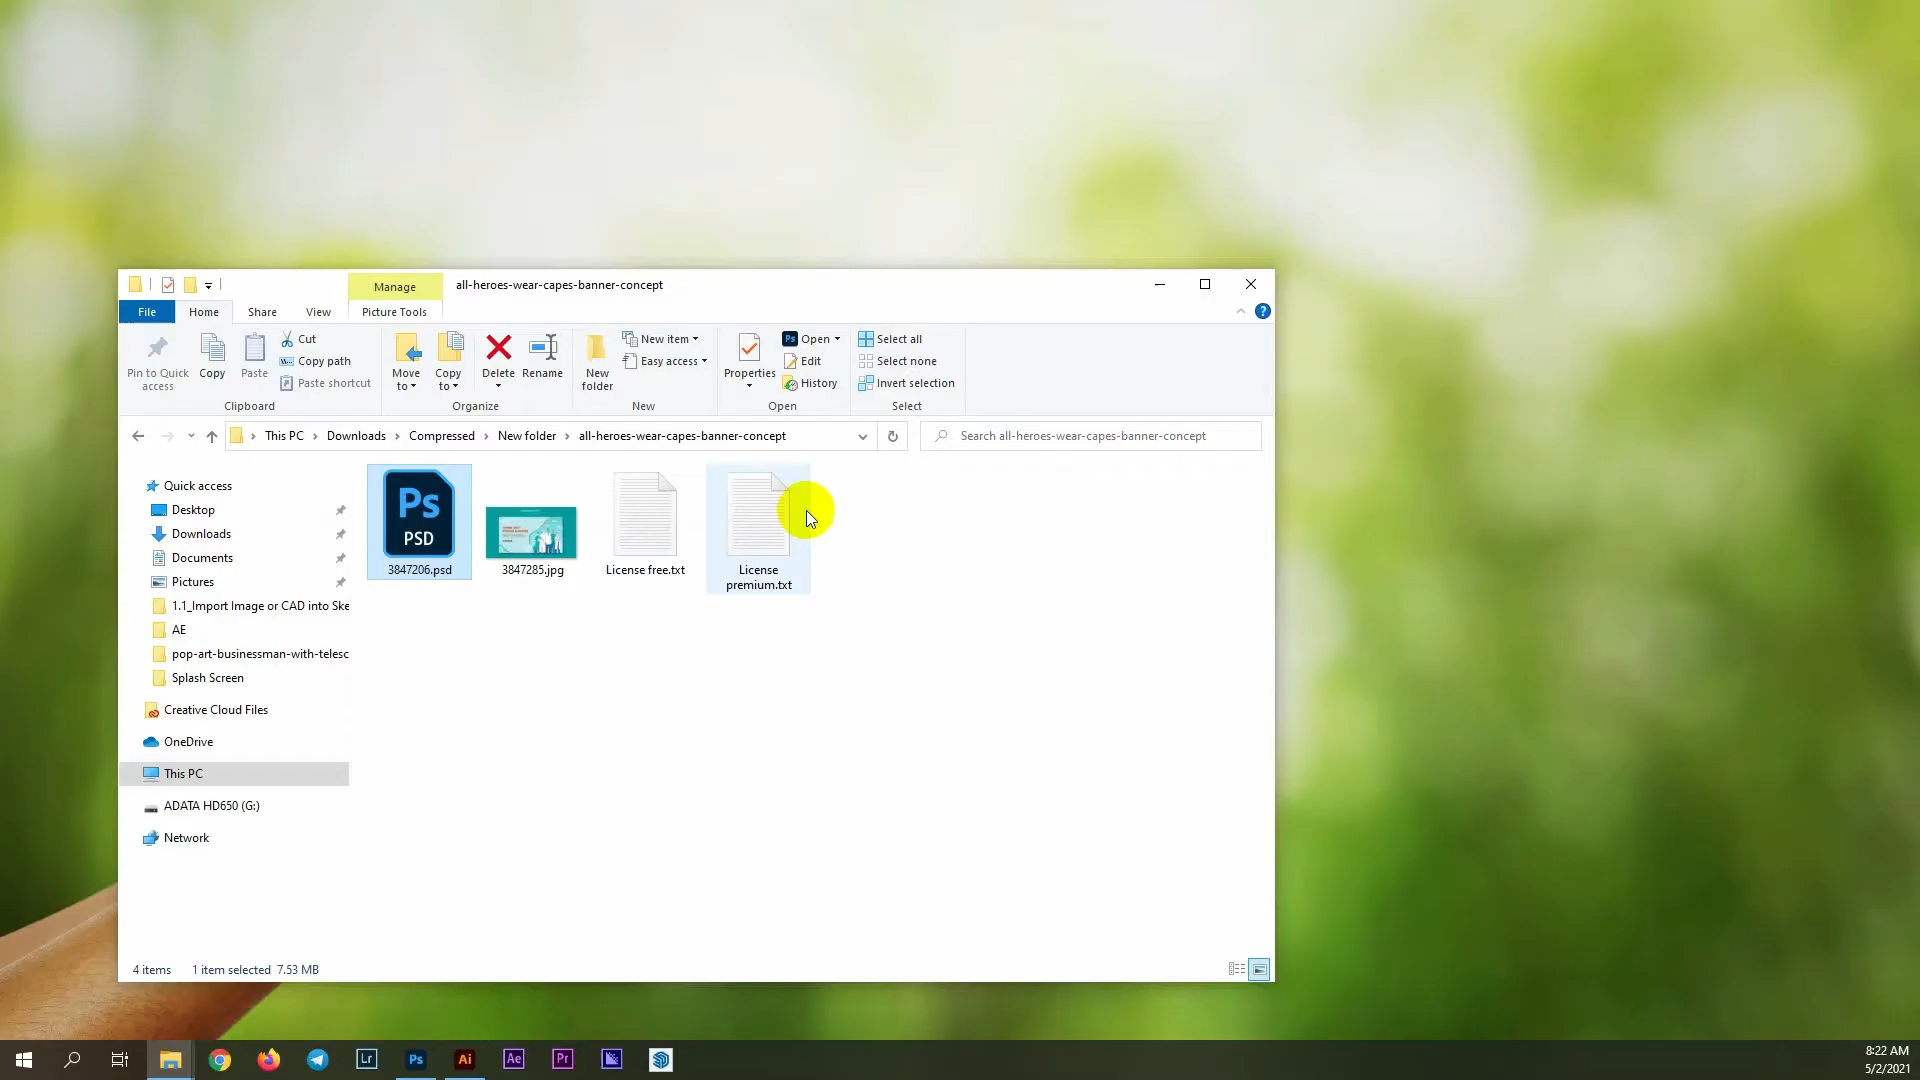 Manage
all-heroes-wear-capes-banner-concept
File
Home
Share
View
Picture Tools
Pin to Quick
access
Copy
Paste
Cut
Copy path
Paste shortcut
Clipboard
Move
to
Copy
to
Delete
Rename
Organize
New
folder
New item
Easy access
New
Properties
Open
Edit
History
Open
Select all
Select none
Invert selection
Select
This PC
Downloads
Compressed
New folder
all-heroes-wear-capes-banner-concept
Search all-heroes-wear-capes-banner-concept
Quick access
Desktop
Downloads
Documents
Pictures
1.1_Import Image or CAD into Ske
AE
pop-art-businessman-with-telesc
Splash Screen
Creative Cloud Files
OneDrive
This PC
ADATA HD650 (G:)
Network
Ps
PSD
3847206.psd
3847285.jpg
License free.txt
License
premium.txt
4 items
1 item selected 7.53 MB
Lr
Ps
Ai
Ae
Pr
8:22 AM
5/2/2021